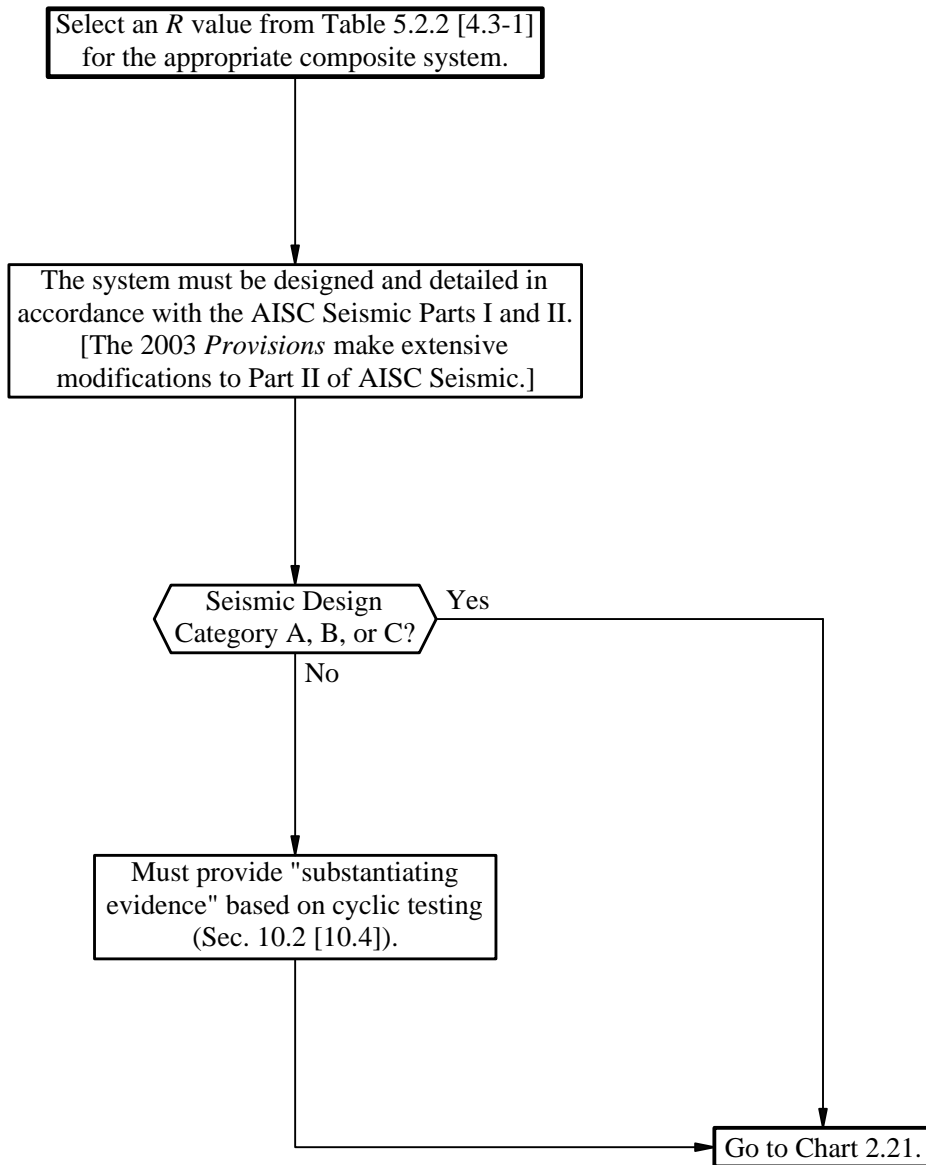 Select an R value from Table 5.2.2 [4.3-1]
for the appropriate composite system.
The system must be designed and detailed in
accordance with the AISC Seismic Parts I and II.
[The 2003 Provisions make extensive
modifications to Part II of AISC Seismic.]
Seismic Design
Category A, B, or C?
Yes
No
Must provide "substantiating
evidence" based on cyclic testing
(Sec. 10.2 [10.4]).
Go to Chart 2.21.